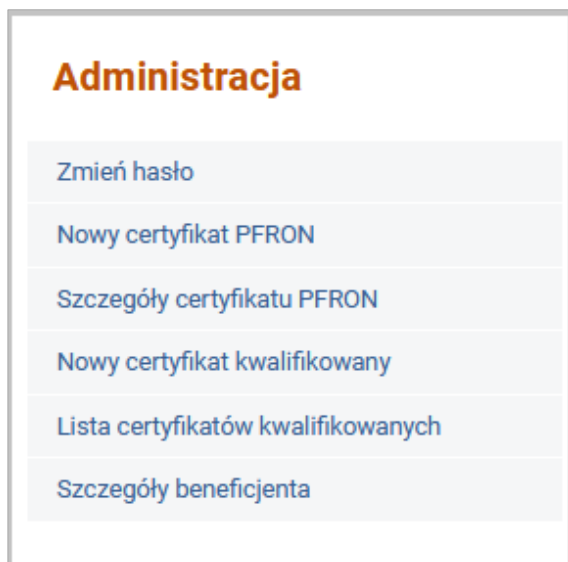 Administracja
Zmień hasło
Nowy certyfikat PFRON
Szczegóły certyfikatu PFRON
Nowy certyfikat kwalifikowany
Lista certyfikatów kwalifikowanych
Szczegóły beneficjenta